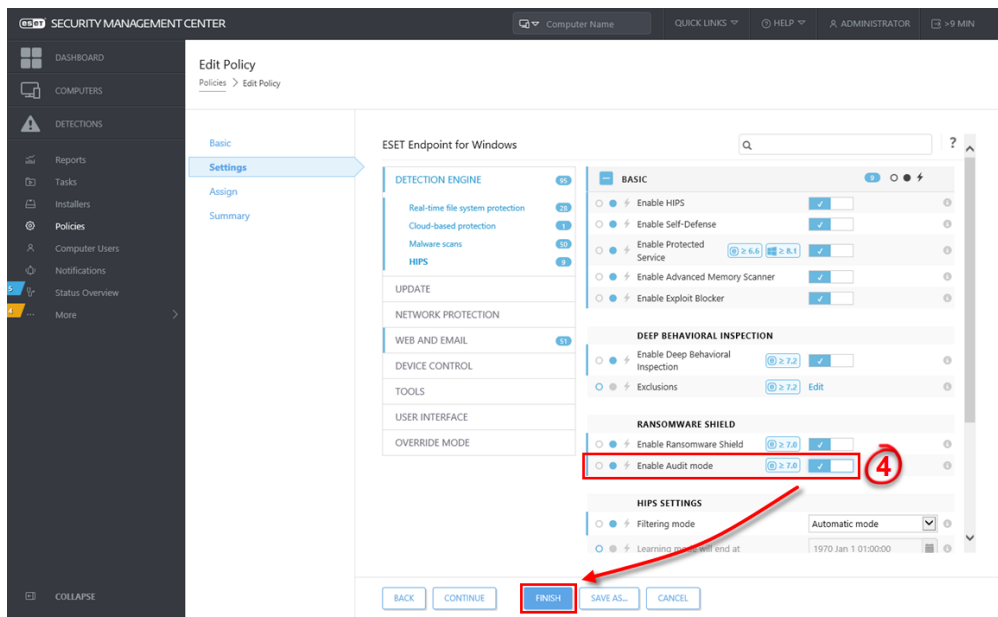 eset SECURITY MANAGEMENT CENTER
Computer Name
QUICK LINKS
? HELP
ADMINISTRATOR
>9 MIN
DASHBOARD
COMPUTERS
DETECTIONS
Reports
Tasks
Installers
Policies
Computer Users
Notifications
5
Status Overview
4
More
COLLAPSE
Edit Policy
Policies > Edit Policy
Basic
Settings
Assign
Summary
ESET Endpoint for Windows
?
DETECTION ENGINE 95
Real-time file system protection 28
Cloud-based protection 1
Malware scans 50
HIPS 9
UPDATE
NETWORK PROTECTION
WEB AND EMAIL 51
DEVICE CONTROL
TOOLS
USER INTERFACE
OVERRIDE MODE
BASIC 9
Enable HIPS
Enable Self-Defense
Enable Protected
Service
≥ 6.6 ≥ 8.1
Enable Advanced Memory Scanner
Enable Exploit Blocker
DEEP BEHAVIORAL INSPECTION
Enable Deep Behavioral
Inspection
≥ 7.2
Exclusions ≥ 7.2 Edit
RANSOMWARE SHIELD
Enable Ransomware Shield ≥ 7.0
Enable Audit mode ≥ 7.0
4
HIPS SETTINGS
Filtering mode Automatic mode
Learning mode will end at 1970 Jan 1 01:00:00
BACK
CONTINUE
FINISH
SAVE AS...
CANCEL